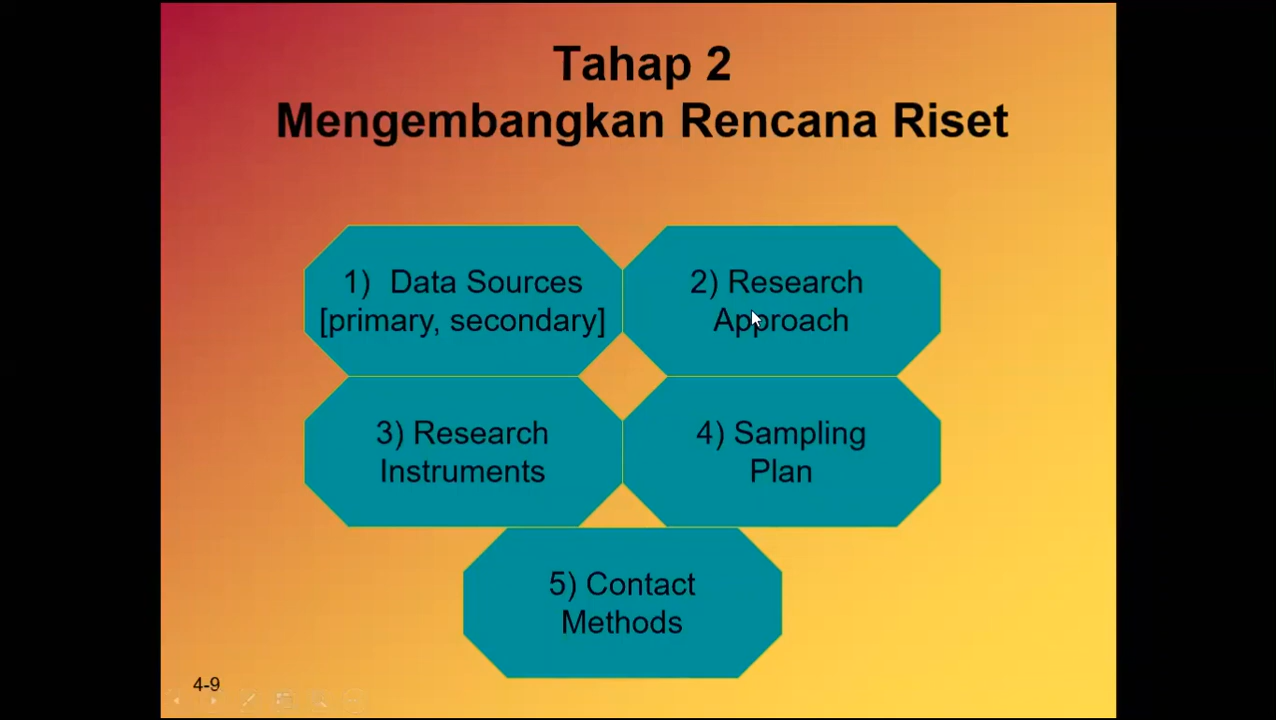 Tahap 2
Mengembangkan Rencana Riset
1) Data Sources
[primary, secondary]
2) Research
Approach
3) Research
Instruments
4) Sampling
Plan
5) Contact
Methods
4-9